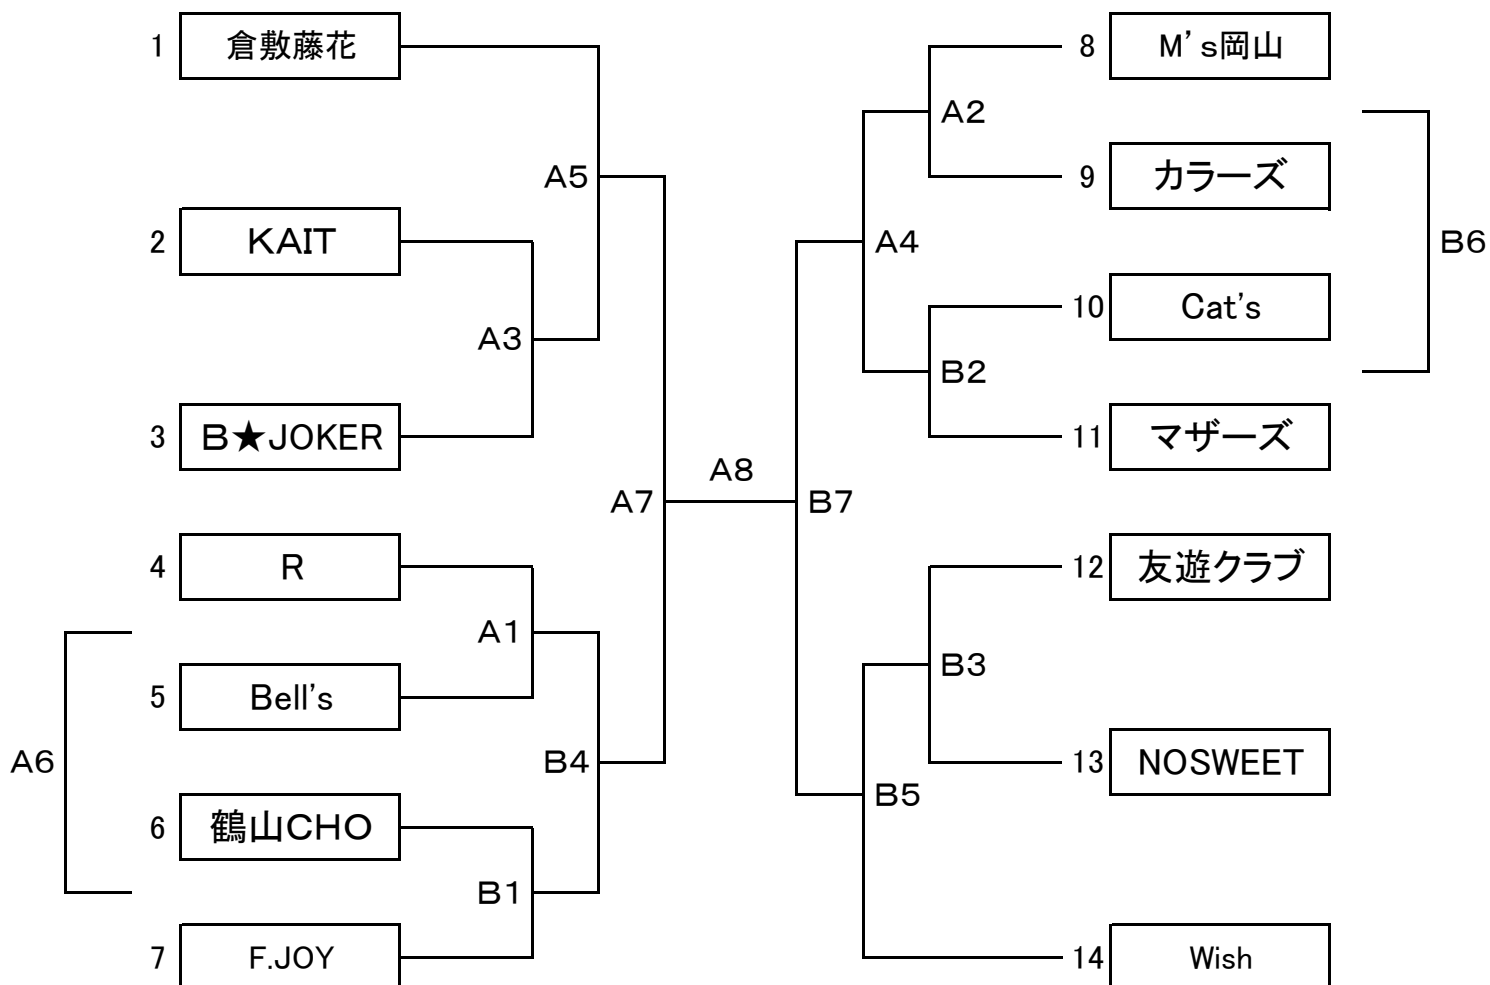 1 倉敷藤花
8 M’s岡山
A2
B6
9 カラーズ
A5
2 KAIT
A4
10 Cat's
A3
B2
3 B★JOKER
11 マザーズ
A8
A7
B7
4 R
12 友遊クラブ
A1
B3
5 Bell's
A6
B4
13 NOSWEET
B5
6 鶴山CHO
B1
7 F.JOY
14 Wish